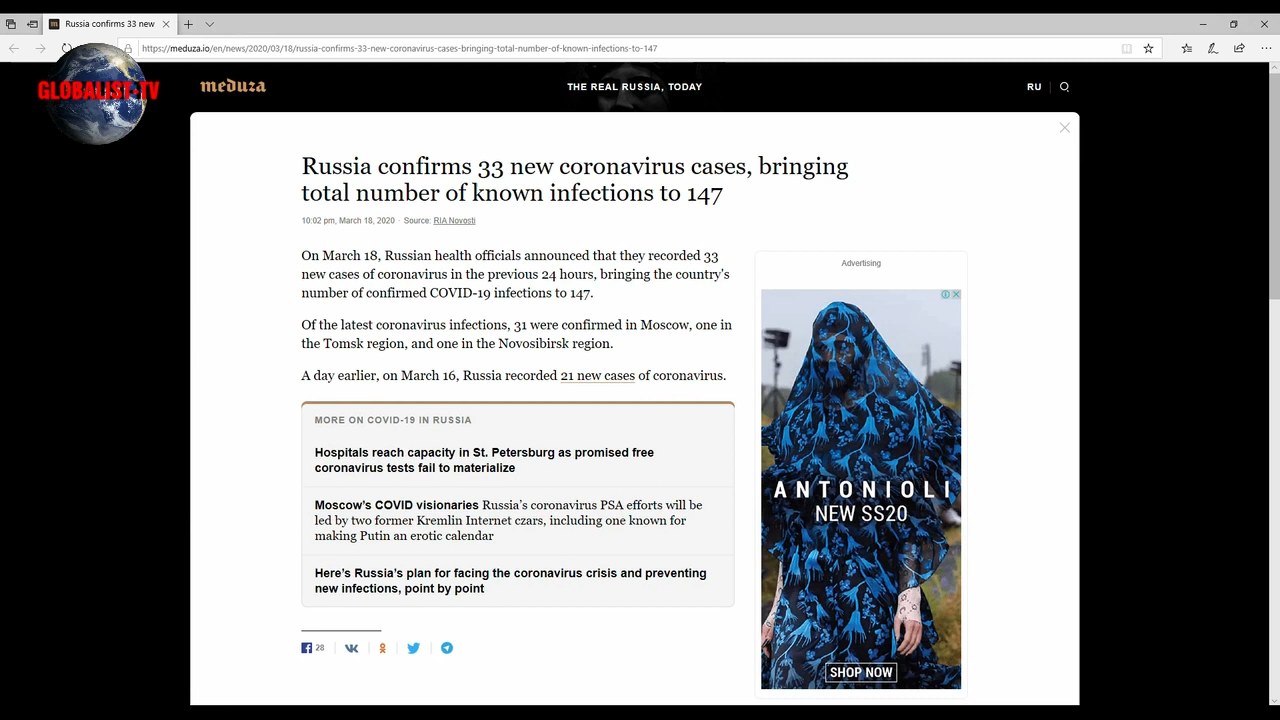 Russia confirms 33 new
https://meduza.io/en/news/2020/03/18/russia-confirms-33-new-coronavirus-cases-bringing-total-number-of-known-infections-to-147
GLOBALIST-TV
meduza
THE REAL RUSSIA, TODAY
RU
Russia confirms 33 new coronavirus cases, bringing
total number of known infections to 147
10:02 pm, March 18, 2020 · Source: RIA Novosti
On March 18, Russian health officials announced that they recorded 33
new cases of coronavirus in the previous 24 hours, bringing the country's
number of confirmed COVID-19 infections to 147.
Of the latest coronavirus infections, 31 were confirmed in Moscow, one in
the Tomsk region, and one in the Novosibirsk region.
A day earlier, on March 16, Russia recorded 21 new cases of coronavirus.
MORE ON COVID-19 IN RUSSIA
Hospitals reach capacity in St. Petersburg as promised free
coronavirus tests fail to materialize
Moscow's COVID visionaries Russia's coronavirus PSA efforts will be
led by two former Kremlin Internet czars, including one known for
making Putin an erotic calendar
Here's Russia's plan for facing the coronavirus crisis and preventing
new infections, point by point
28
Advertising
ANTONIOLI
NEW SS20
SHOP NOW